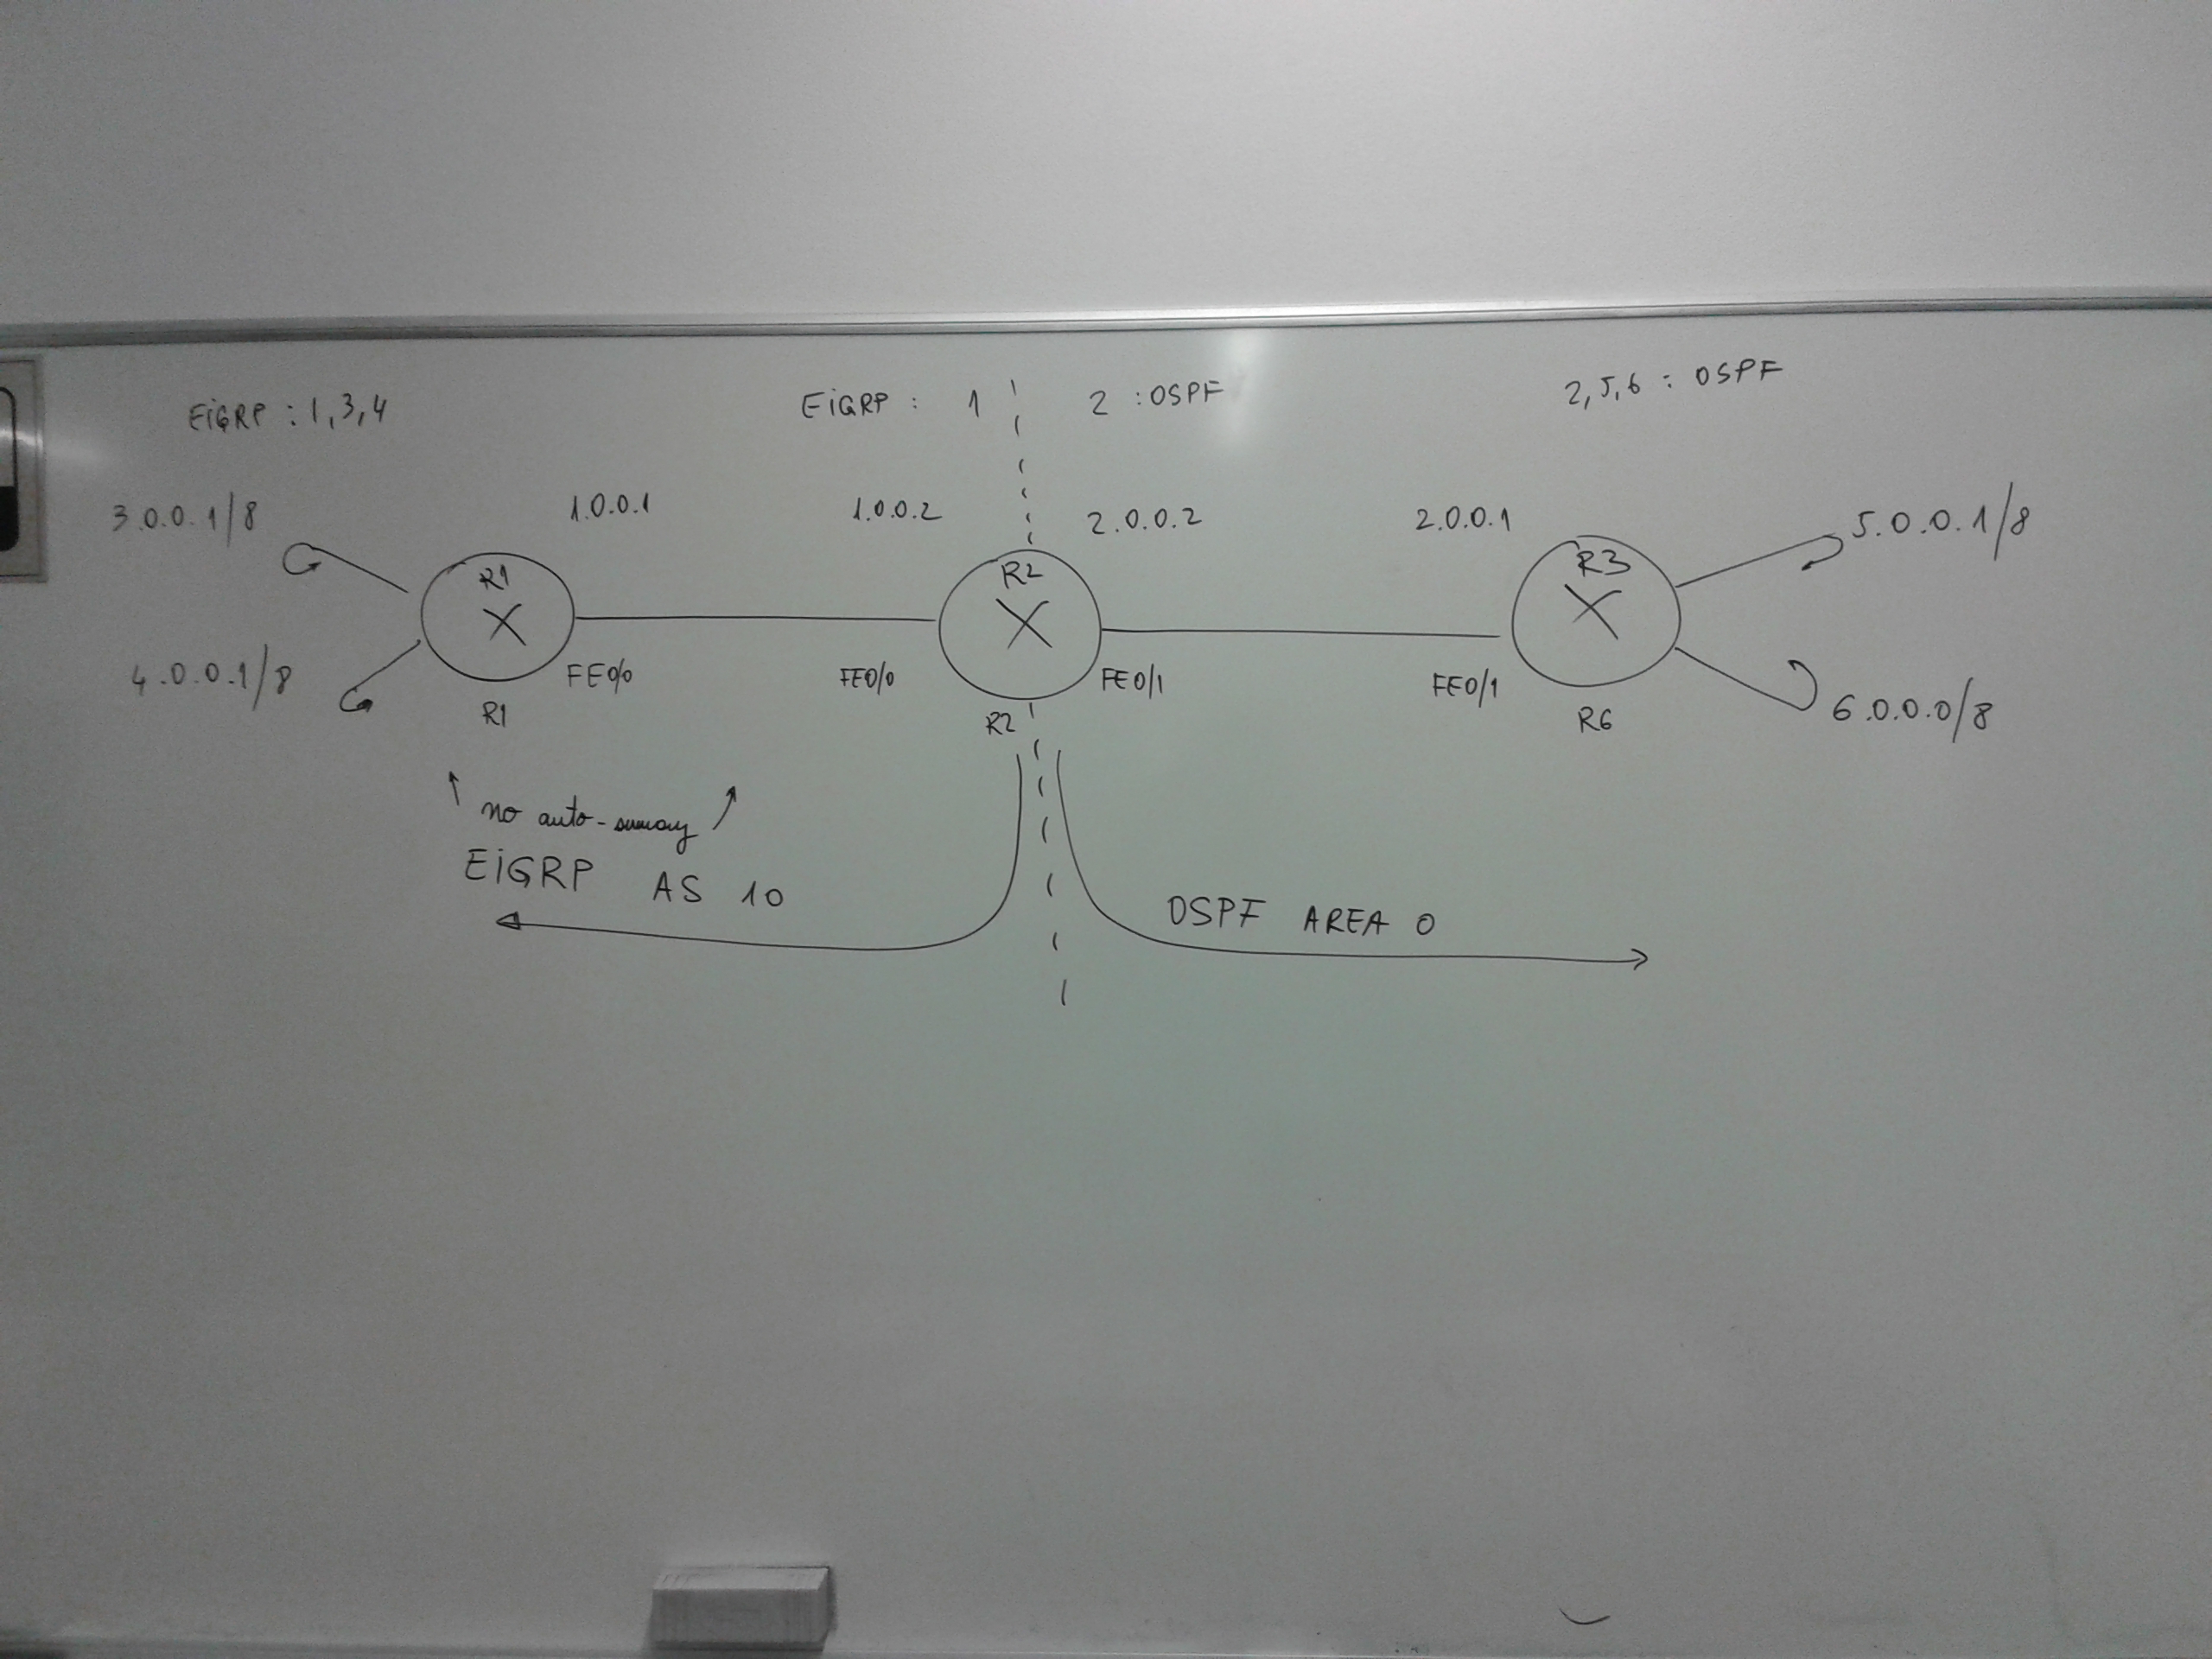 EiGRP : 1,3,4
EiGRP : 1
2 : OSPF
2,5,6 : OSPF
3.0.0.1/8
1.0.0.1
1.0.0.2
2.0.0.2
2.0.0.1
5.0.0.1/8
R1
R2
R3
4.0.0.1/8
FE0/0
FE0/0
FE0/1
FE0/1
6.0.0.0/8
R1
R2
R6
no auto-summary
EiGRP AS 10
OSPF AREA 0